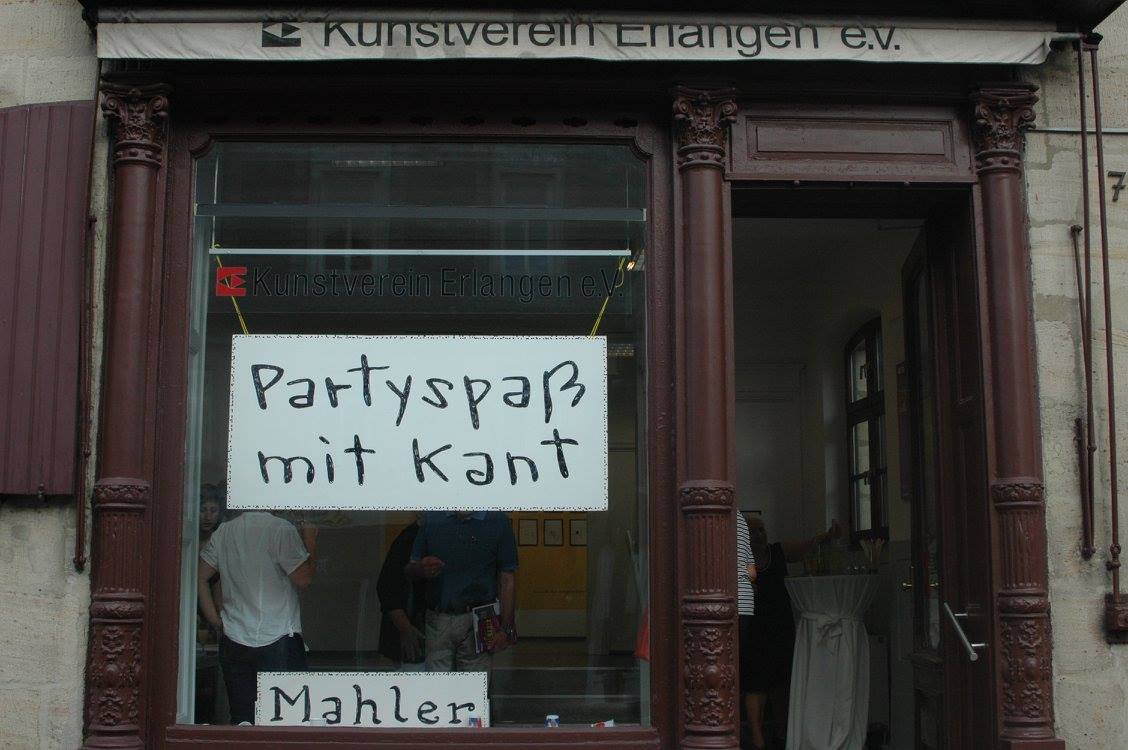 Kunstverein Erlangen e.v.
Kunstverein Erlangen e.V.
Partyspaß
mit Kant
Mahler
7